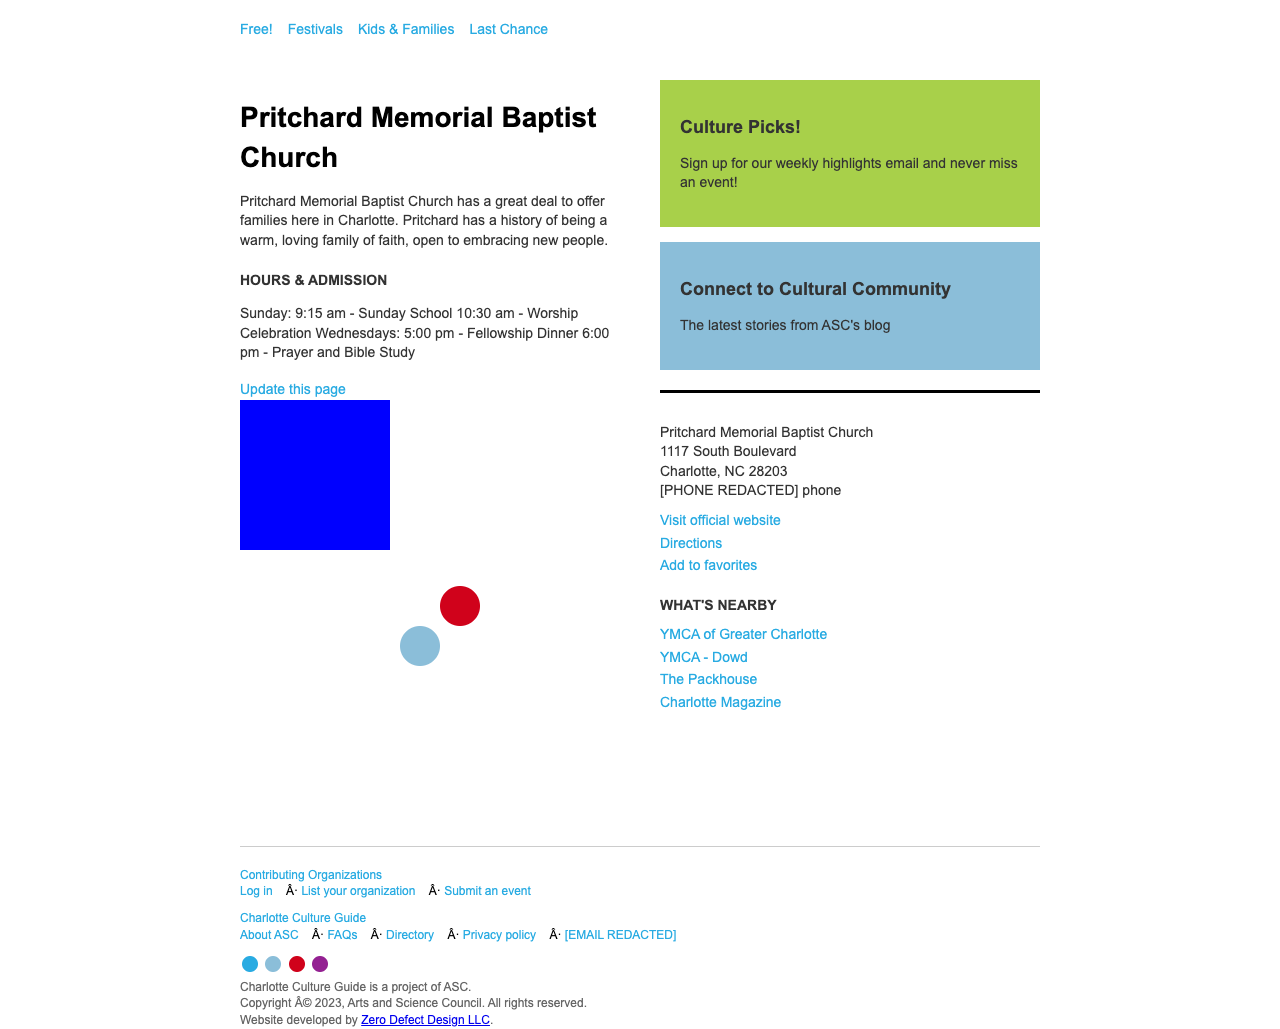 Free! Festivals Kids & Families Last Chance
Pritchard Memorial Baptist
Church
Pritchard Memorial Baptist Church has a great deal to offer
families here in Charlotte. Pritchard has a history of being a
warm, loving family of faith, open to embracing new people.
HOURS & ADMISSION
Sunday: 9:15 am - Sunday School 10:30 am - Worship
Celebration Wednesdays: 5:00 pm - Fellowship Dinner 6:00
pm - Prayer and Bible Study
Update this page
Culture Picks!
Sign up for our weekly highlights email and never miss
an event!
Connect to Cultural Community
The latest stories from ASC's blog
Pritchard Memorial Baptist Church
1117 South Boulevard
Charlotte, NC 28203
[PHONE REDACTED] phone
Visit official website
Directions
Add to favorites
WHAT'S NEARBY
YMCA of Greater Charlotte
YMCA - Dowd
The Packhouse
Charlotte Magazine
Contributing Organizations
Log in Â· List your organization Â· Submit an event
Charlotte Culture Guide
About ASC Â· FAQs Â· Directory Â· Privacy policy Â· [EMAIL REDACTED]
Charlotte Culture Guide is a project of ASC.
Copyright Â© 2023, Arts and Science Council. All rights reserved.
Website developed by Zero Defect Design LLC.